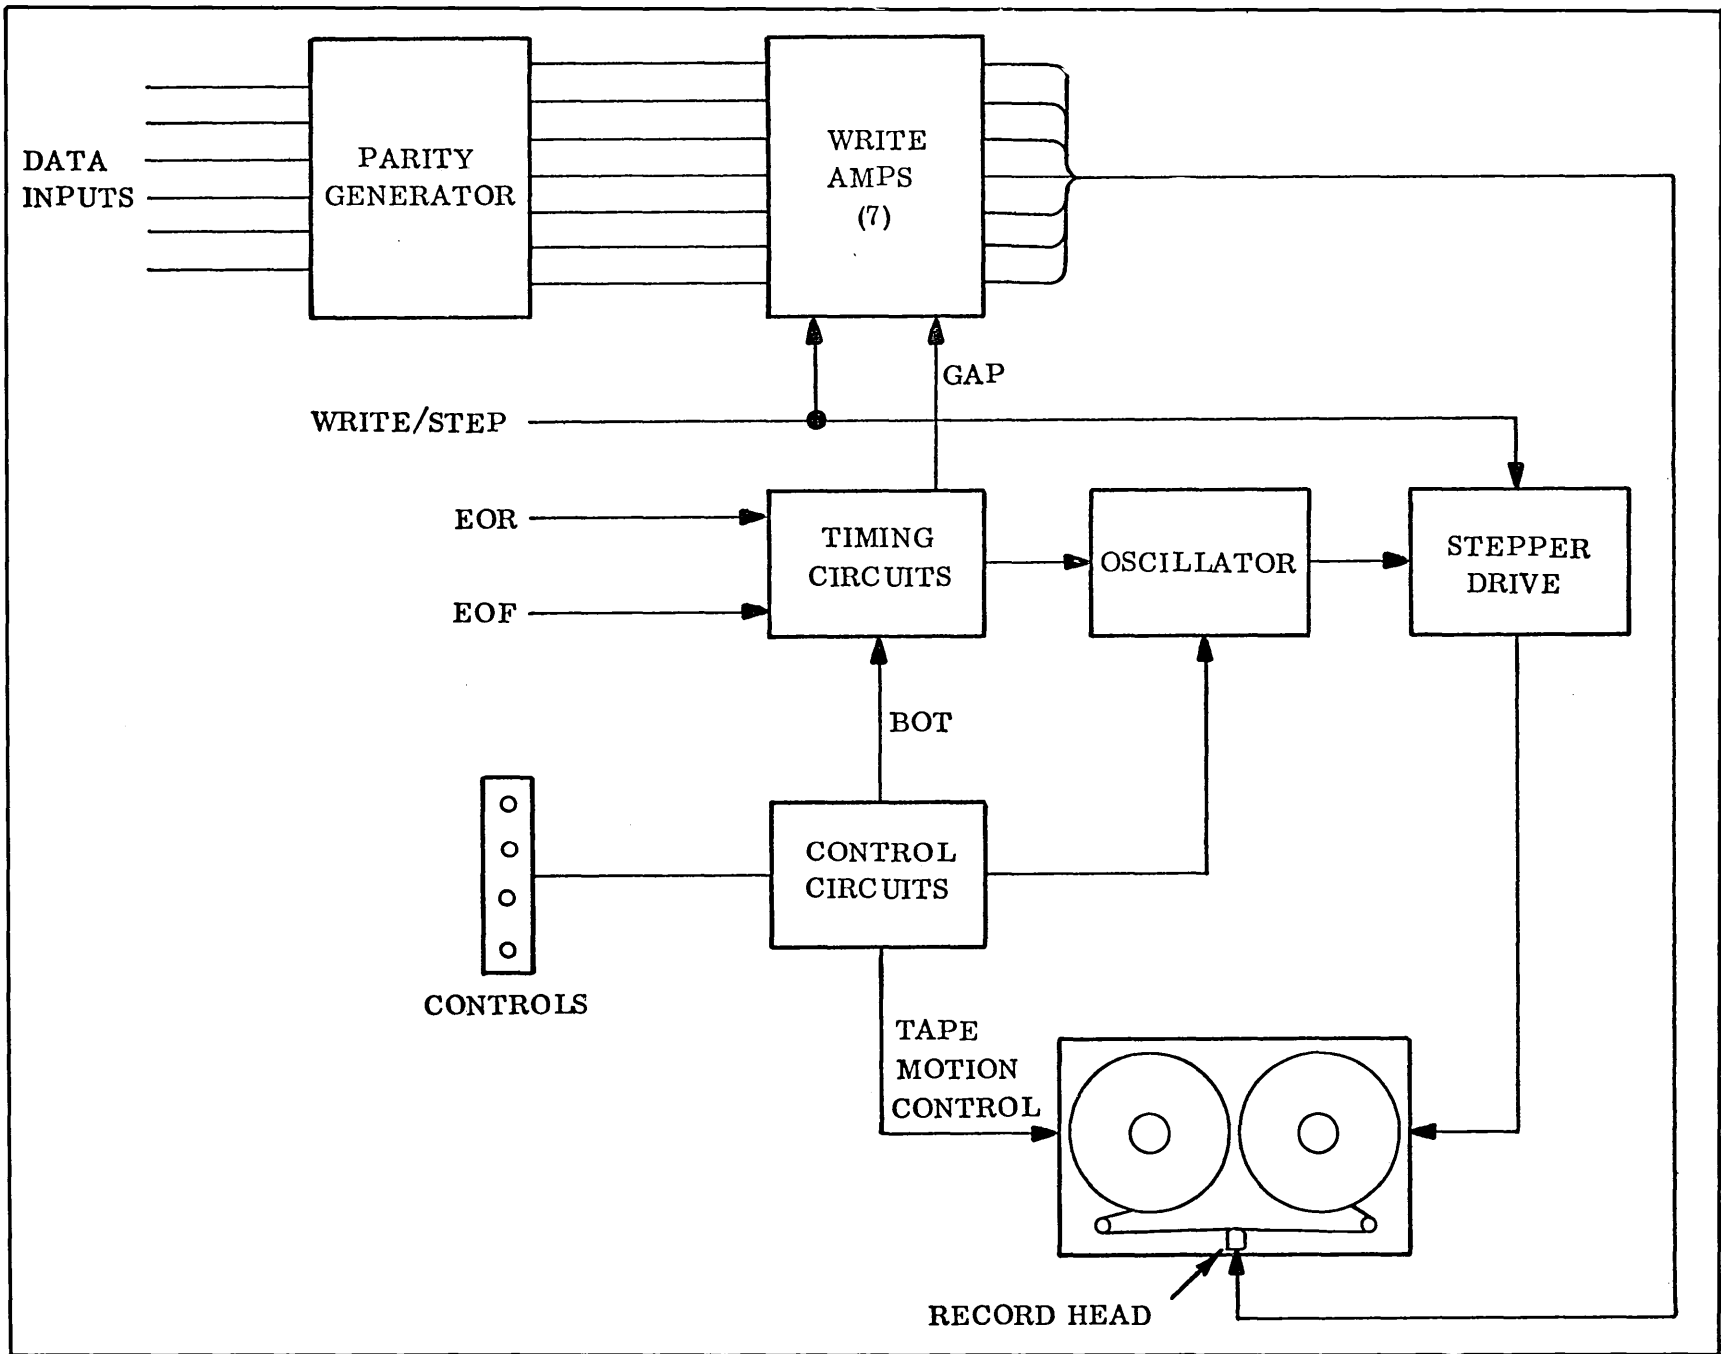 DATA
INPUTS
PARITY
GENERATOR
WRITE
AMPS
(7)
GAP
WRITE/STEP
EOR
EOF
TIMING
CIRCUITS
OSCILLATOR
STEPPER
DRIVE
BOT
CONTROL
CIRCUITS
CONTROLS
TAPE
MOTION
CONTROL
RECORD HEAD